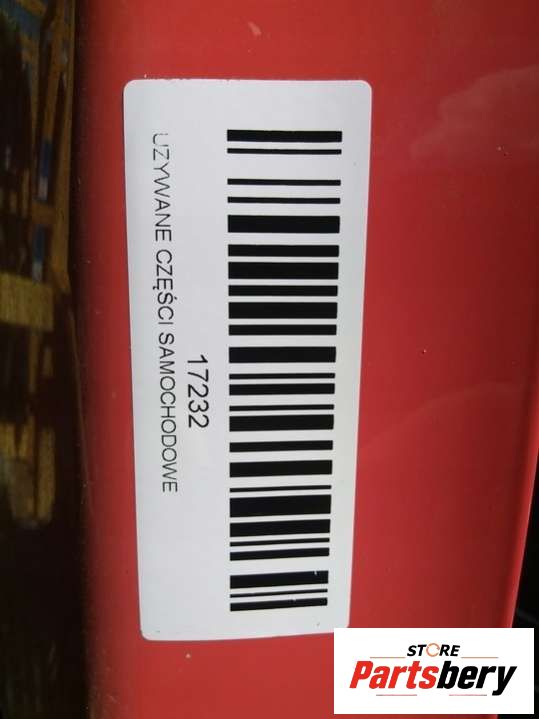 17232
UŻYWANE CZĘŚCI SAMOCHODOWE
STORE
Partsbery